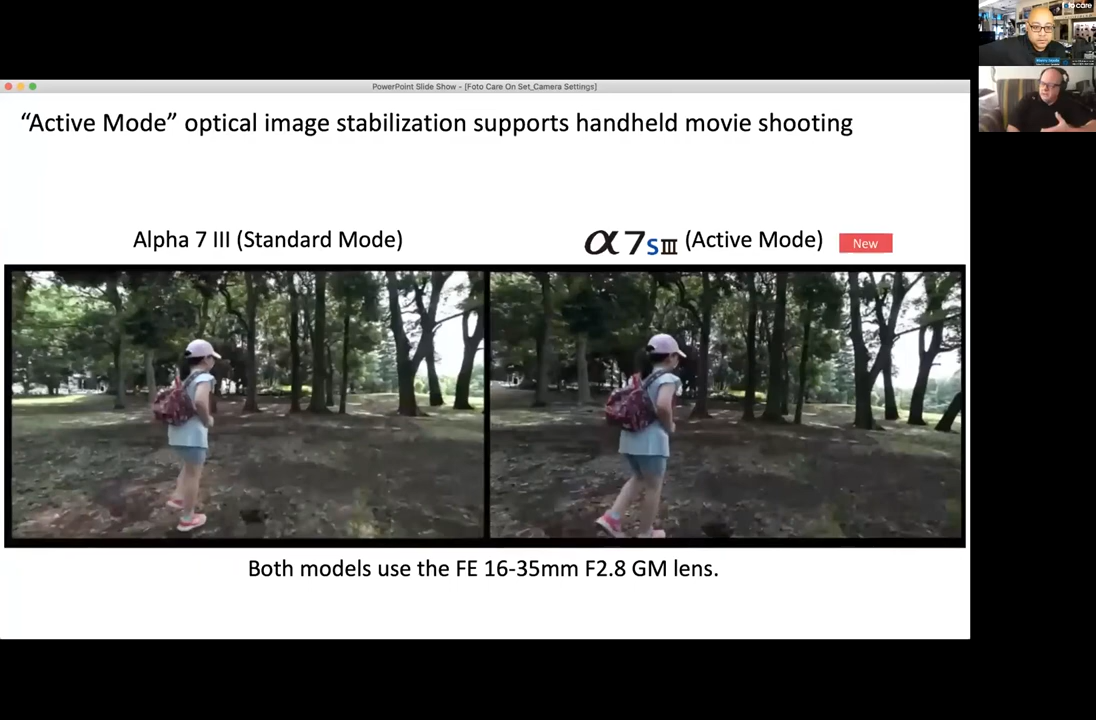 PowerPoint Slide Show - [Foto Care On Set_Camera Settings]
“Active Mode” optical image stabilization supports handheld movie shooting
Alpha 7 III (Standard Mode)
α7SIII (Active Mode)
New
Both models use the FE 16-35mm F2.8 GM lens.